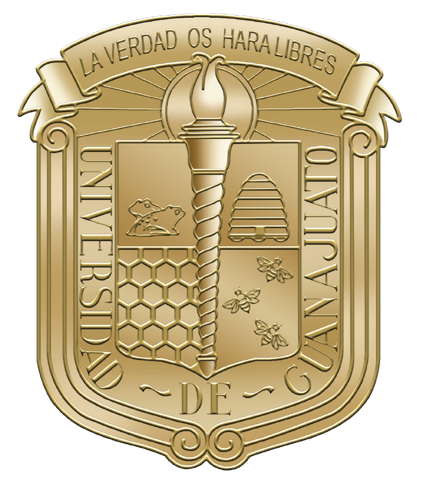 LA VERDAD OS HARA LIBRES
UNIVERSIDAD
DE
GUANAJUATO